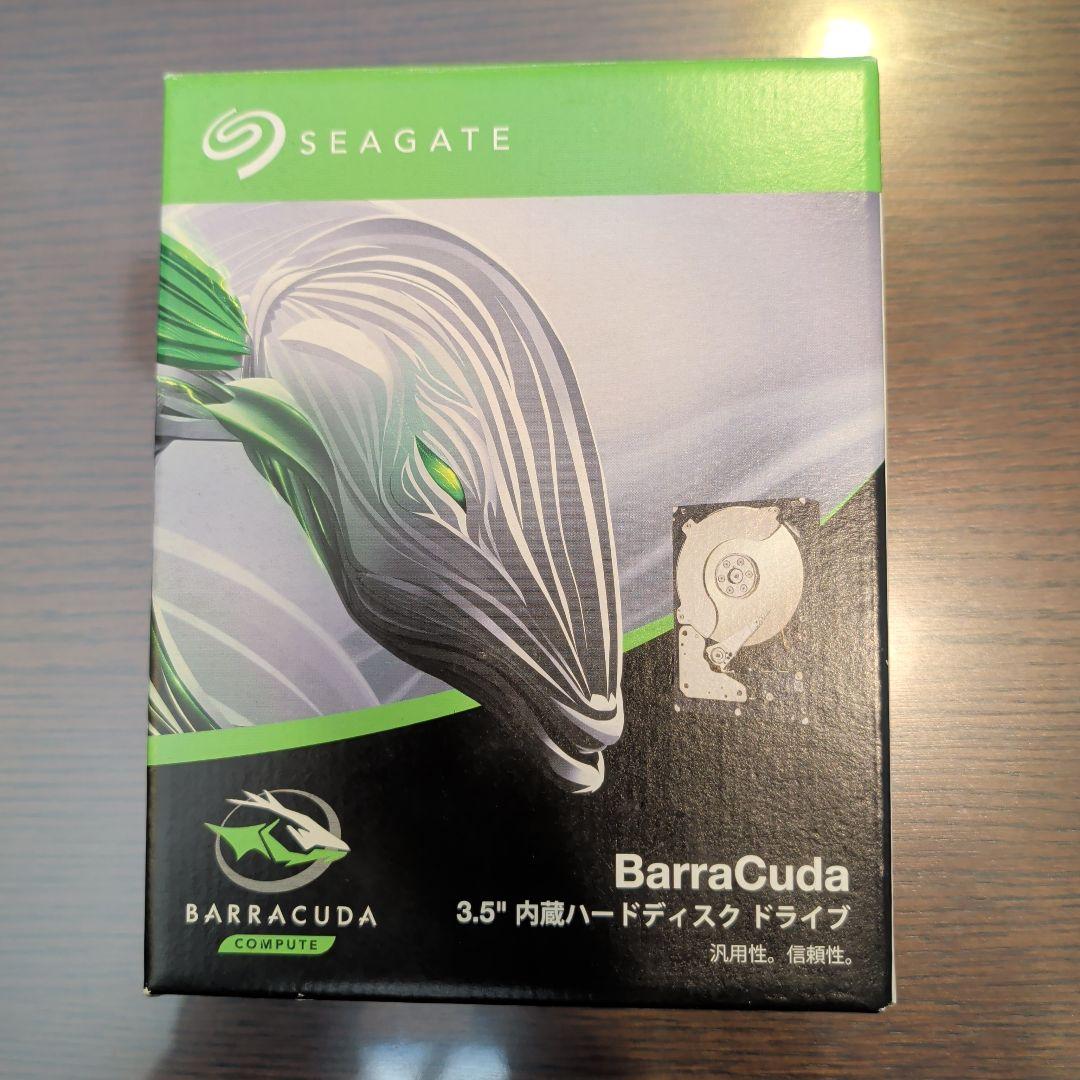 SEAGATE
BARRACUDA
COMPUTE
BarraCuda
3.5" 内蔵ハードディスク ドライブ
汎用性。信頼性。